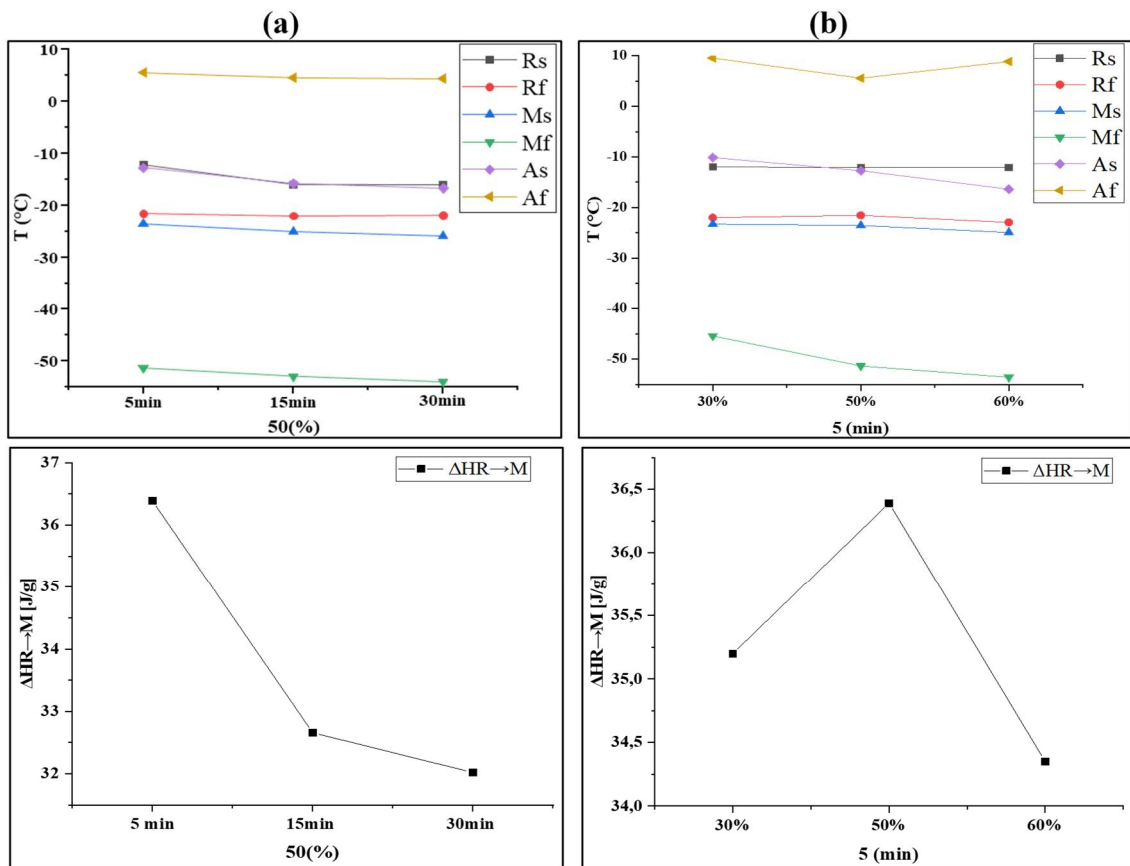 (a)
10
0
-10
-20
-30
-40
-50
T (°C)
Rs
Rf
Ms
Mf
As
Af
5min
15min
30min
50(%)
(b)
10
0
-10
-20
-30
-40
-50
T (°C)
Rs
Rf
Ms
Mf
As
Af
30%
50%
60%
5 (min)
37
36
35
34
33
32
ΔHR→M [J/g]
ΔHR→M
5 min
15min
30min
50(%)
36,5
36,0
35,5
35,0
34,5
34,0
ΔHR→M [J/g]
ΔHR→M
30%
50%
60%
5 (min)